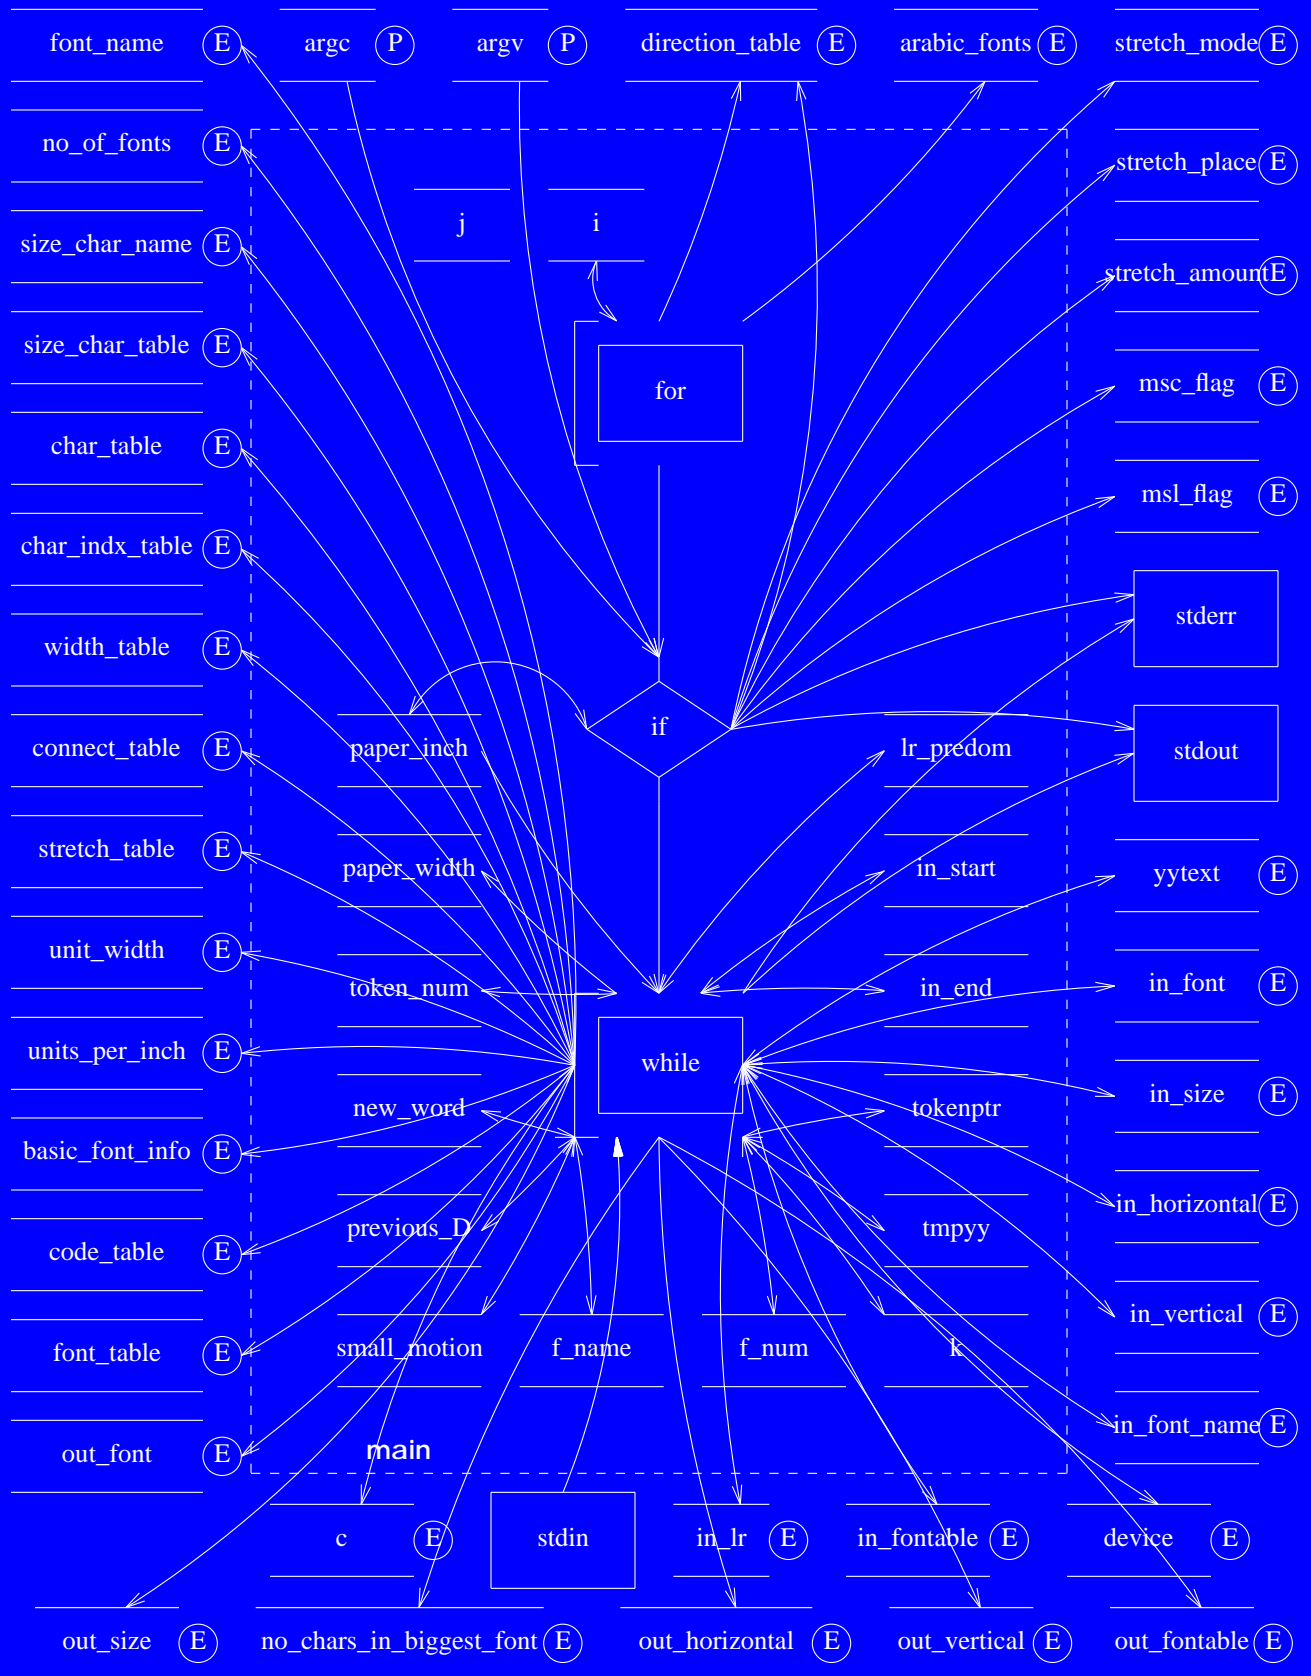 font_name E argc P argv P direction_table E arabic_fonts E stretch_mode E
no_of_fonts E stretch_place E
j i
size_char_name E stretch_amount E
size_char_table E
for msc_flag E
char_table E
msl_flag E
char_indx_table E
stderr
width_table E
if
connect_table E paper_inch lr_predom stdout
stretch_table E paper_width in_start yytext E
unit_width E
token_num in_end in_font E
units_per_inch E while
new_word tokenptr in_size E
basic_font_info E
in_horizontal E
code_table E previous_D tmpyy
in_vertical E
font_table E small_motion f_name f_num k
in_font_name E
out_font E main
c E stdin in_lr E in_fontable E device E
out_size E no_chars_in_biggest_font E out_horizontal E out_vertical E out_fontable E